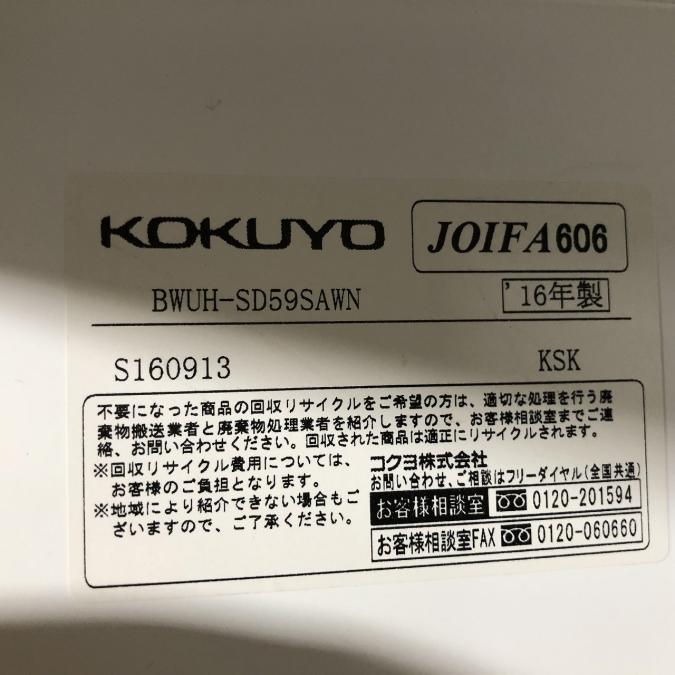 KOKUYO JOIFA606
BWUH-SD59SAWN '16年製
S160913 KSK
不要になった商品の回収リサイクルをご希望の方は、適切な処理を行う廃
棄物搬送業者と廃棄物処理業者を紹介しますので、お客様相談室までご連
絡、お問い合わせください。回収された商品は適正にリサイクルされます。
※回収リサイクル費用については、
お客様のご負担となります。
※地域により紹介できない場合もご
ざいますので、ご了承ください。
コクヨ株式会社
お問い合わせ、ご相談はフリーダイヤル(全国共通)
お客様相談室 0120-201594
お客様相談室FAX 0120-060660